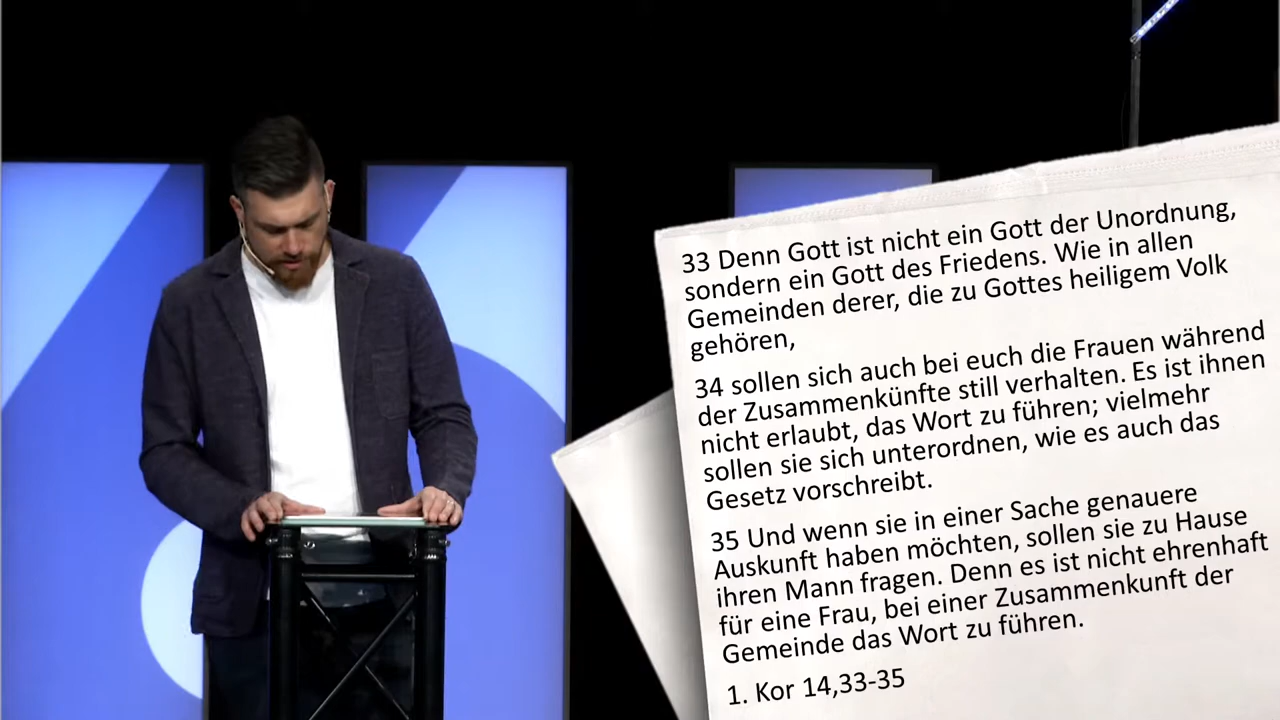 33 Denn Gott ist nicht ein Gott der Unordnung,
sondern ein Gott des Friedens. Wie in allen
Gemeinden derer, die zu Gottes heiligem Volk
gehören,
34 sollen sich auch bei euch die Frauen während
der Zusammenkünfte still verhalten. Es ist ihnen
nicht erlaubt, das Wort zu führen; vielmehr
sollen sie sich unterordnen, wie es auch das
Gesetz vorschreibt.
35 Und wenn sie in einer Sache genauere
Auskunft haben möchten, sollen sie zu Hause
ihren Mann fragen. Denn es ist nicht ehrenhaft
für eine Frau, bei einer Zusammenkunft der
Gemeinde das Wort zu führen.
1. Kor 14,33-35